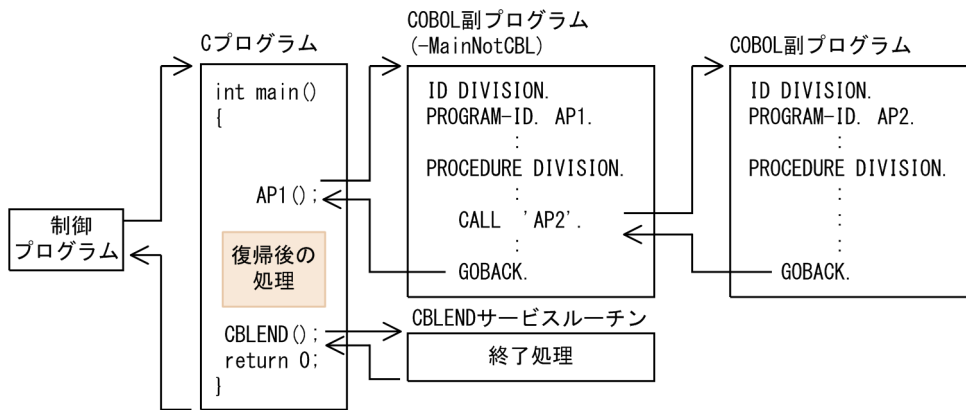 制御
プログラム
Cプログラム
int main()
{
AP1();
復帰後の
処理
CBLEND();
return 0;
}
COBOL副プログラム
(-MainNotCBL)
ID DIVISION.
PROGRAM-ID. AP1.
:
PROCEDURE DIVISION.
:
CALL 'AP2'.
:
GOBACK.
CBLENDサービスルーチン
終了処理
COBOL副プログラム
ID DIVISION.
PROGRAM-ID. AP2.
:
PROCEDURE DIVISION.
:
:
:
GOBACK.